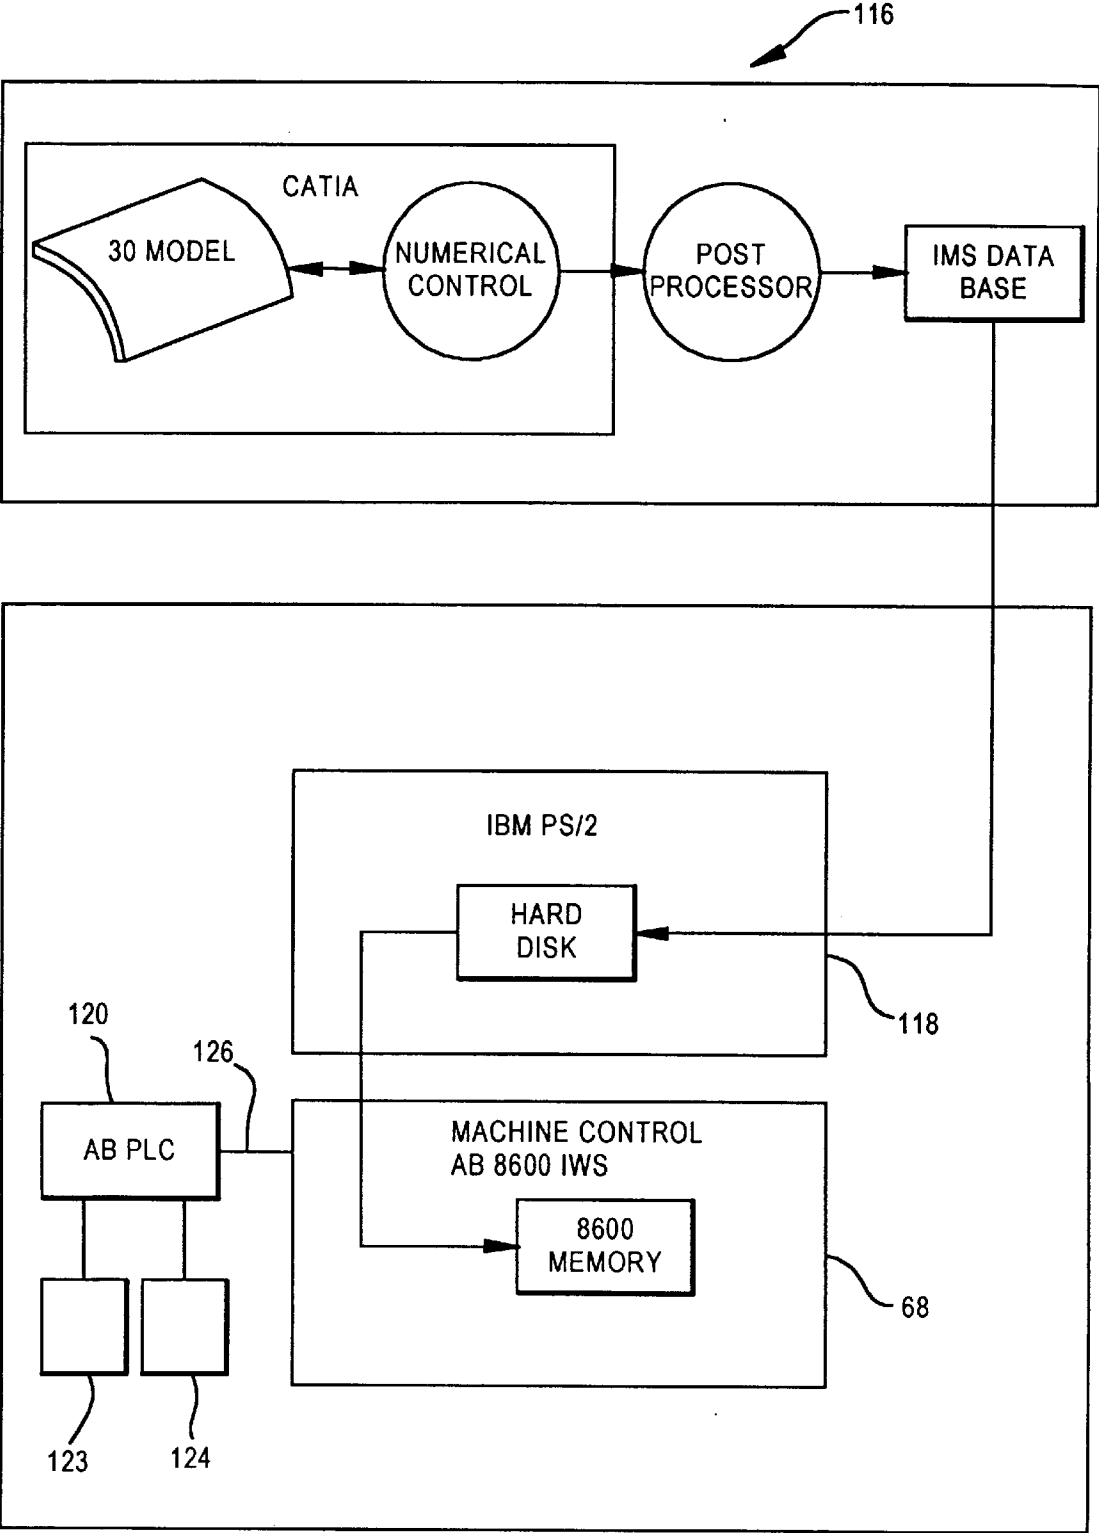 116
CATIA
30 MODEL
NUMERICAL
CONTROL
POST
PROCESSOR
IMS DATA
BASE
IBM PS/2
HARD
DISK
118
120
126
AB PLC
MACHINE CONTROL
AB 8600 IWS
8600
MEMORY
68
123
124